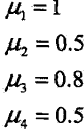 μ₁ = 1
μ₂ = 0.5
μ₃ = 0.8
μ₄ = 0.5